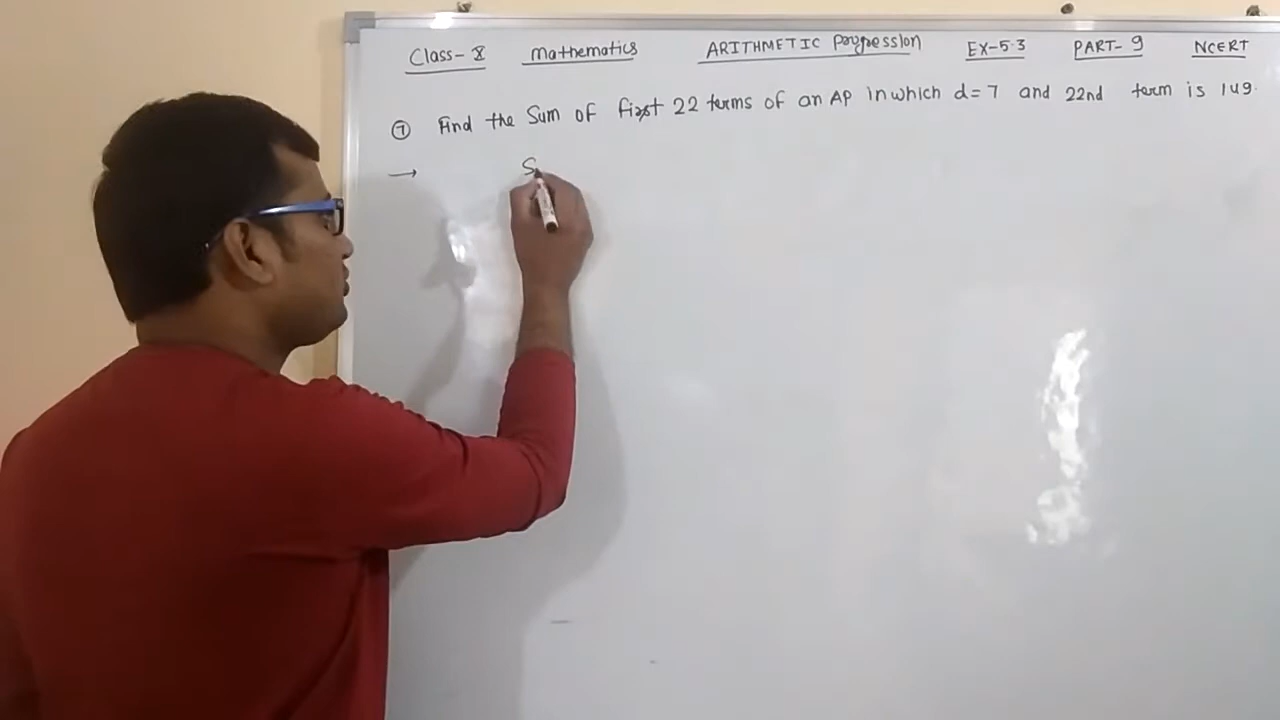 Class-X Mathematics ARITHMETIC Progression EX-5.3 PART-9 NCERT
⑦ Find the Sum of first 22 terms of an AP in which d=7 and 22nd term is 149.
→ S